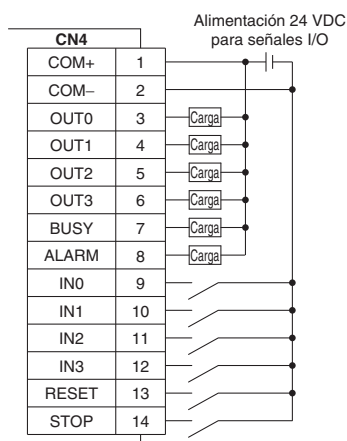 Alimentación 24 VDC
para señales I/O
CN4
COM+ 1
COM− 2
OUT0 3 Carga
OUT1 4 Carga
OUT2 5 Carga
OUT3 6 Carga
BUSY 7 Carga
ALARM 8 Carga
IN0 9
IN1 10
IN2 11
IN3 12
RESET 13
STOP 14